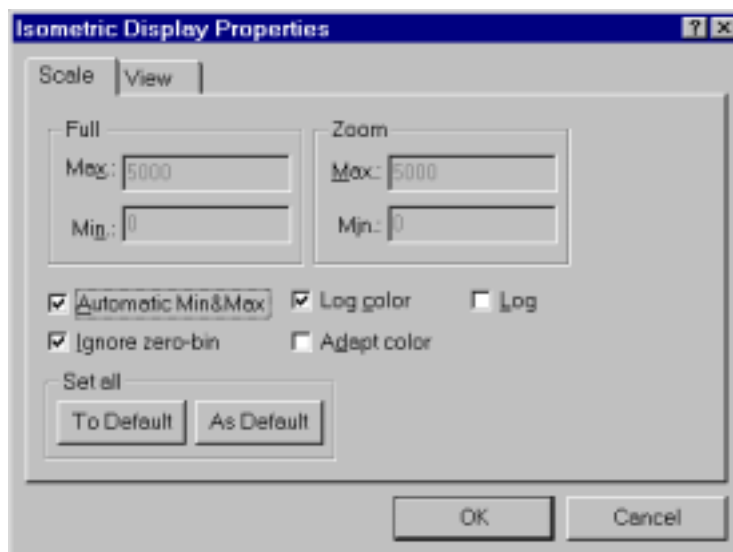 Isometric Display Properties
Scale View
Full Zoom
Max.: 5000 Max.: 5000
Min.: 0 Min.: 0
Automatic Min&Max Log color Log
Ignore zero-bin Adapt color
Set all
To Default As Default
OK Cancel